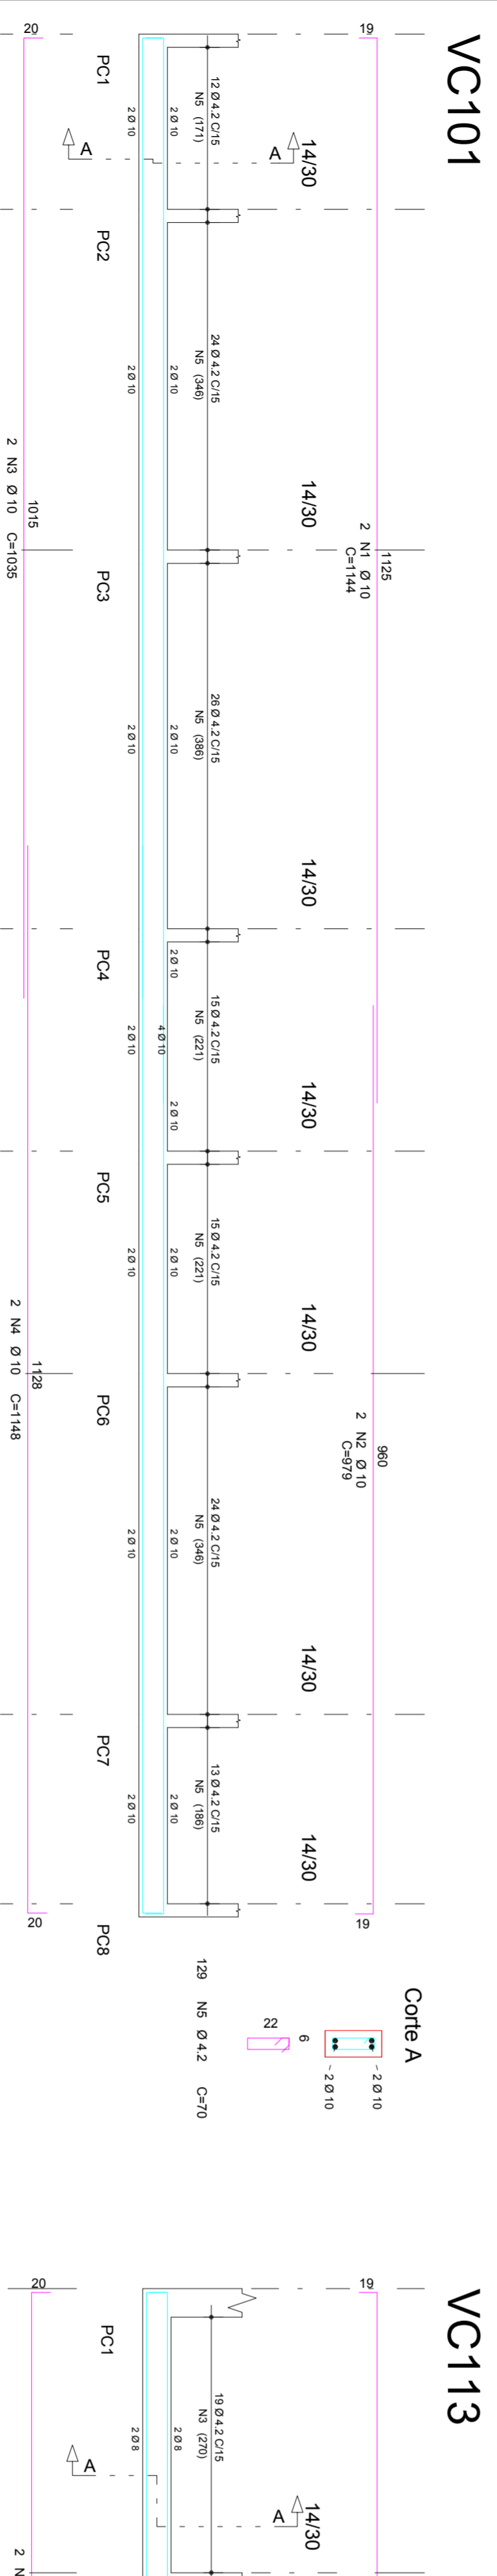 VC101
19
1125
2 N1 Ø 10
C=1144
960
2 N2 Ø 10
C=979
19
14/30
14/30
14/30
14/30
14/30
14/30
14/30
A
12 Ø 4.2 C/15
N5 (171)
24 Ø 4.2 C/15
N5 (346)
26 Ø 4.2 C/15
N5 (386)
15 Ø 4.2 C/15
N5 (221)
15 Ø 4.2 C/15
N5 (221)
24 Ø 4.2 C/15
N5 (346)
13 Ø 4.2 C/15
N5 (186)
2 Ø 10
2 Ø 10
2 Ø 10
2 Ø 10
2 Ø 10
2 Ø 10
2 Ø 10
2 Ø 10
4 Ø 10
2 Ø 10
2 Ø 10
2 Ø 10
2 Ø 10
2 Ø 10
2 Ø 10
2 Ø 10
A
PC1
PC2
PC3
PC4
PC5
PC6
PC7
PC8
20
1015
2 N3 Ø 10 C=1035
1128
2 N4 Ø 10 C=1148
20
Corte A
2 Ø 10
2 Ø 10
6
22
129 N5 Ø 4.2 C=70
VC113
19
14/30
A
19 Ø 4.2 C/15
N3 (270)
2 Ø 8
2 Ø 8
A
PC1
20
2 N